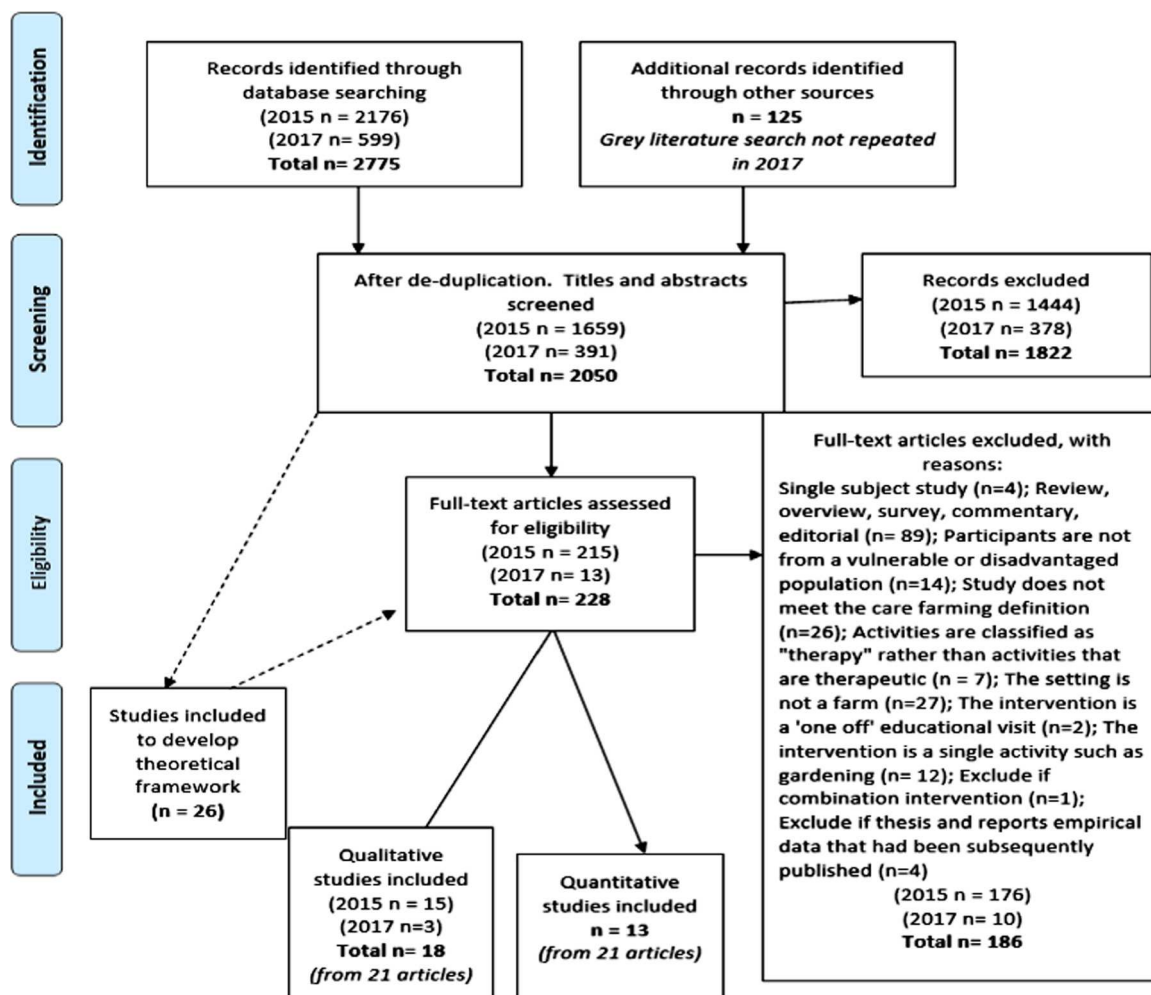 Identification
Records identified through
database searching
(2015 n = 2176)
(2017 n= 599)
Total n= 2775
Additional records identified
through other sources
n = 125
Grey literature search not repeated
in 2017
Screening
After de-duplication.  Titles and abstracts
screened
(2015 n = 1659)
(2017 n= 391)
Total n= 2050
Records excluded
(2015 n = 1444)
(2017 n= 378)
Total n= 1822
Eligibility
Full-text articles assessed
for eligibility
(2015 n = 215)
(2017 n= 13)
Total n= 228
Full-text articles excluded, with
reasons:
Single subject study (n=4); Review,
overview, survey, commentary,
editorial (n= 89); Participants are not
from a vulnerable or disadvantaged
population (n=14); Study does not
meet the care farming definition
(n=26); Activities are classified as
"therapy" rather than activities that
are therapeutic (n = 7); The setting is
not a farm (n=27); The intervention is
a 'one off' educational visit (n=2); The
intervention is a single activity such as
gardening (n= 12); Exclude if
combination intervention (n=1);
Exclude if thesis and reports empirical
data that had been subsequently
published (n=4)
(2015 n = 176)
(2017 n= 10)
Total n= 186
Included
Studies included
to develop
theoretical
framework
(n = 26)
Qualitative
studies included
(2015 n = 15)
(2017 n=3)
Total n= 18
(from 21 articles)
Quantitative
studies included
n = 13
(from 21 articles)